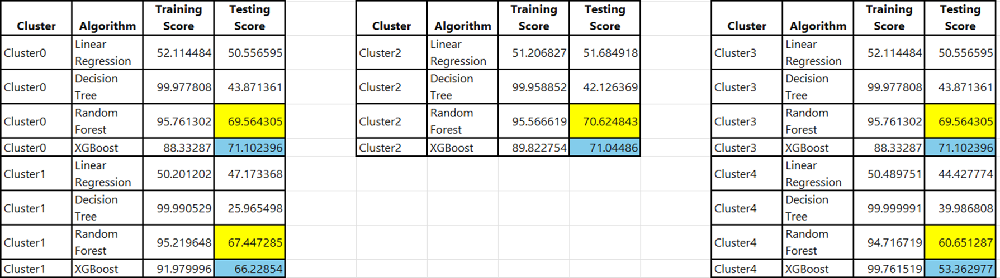 Cluster Algorithm Training Score Testing Score
Cluster0 Linear Regression 52.114484 50.556595
Cluster0 Decision Tree 99.977808 43.871361
Cluster0 Random Forest 95.761302 69.564305
Cluster0 XGBoost 88.33287 71.102396
Cluster1 Linear Regression 50.201202 47.173368
Cluster1 Decision Tree 99.990529 25.965498
Cluster1 Random Forest 95.219648 67.447285
Cluster1 XGBoost 91.979996 66.22854
Cluster Algorithm Training Score Testing Score
Cluster2 Linear Regression 51.206827 51.684918
Cluster2 Decision Tree 99.958852 42.126369
Cluster2 Random Forest 95.566619 70.624843
Cluster2 XGBoost 89.822754 71.04486
Cluster Algorithm Training Score Testing Score
Cluster3 Linear Regression 52.114484 50.556595
Cluster3 Decision Tree 99.977808 43.871361
Cluster3 Random Forest 95.761302 69.564305
Cluster3 XGBoost 88.33287 71.102396
Cluster4 Linear Regression 50.489751 44.427774
Cluster4 Decision Tree 99.999991 39.986808
Cluster4 Random Forest 94.716719 60.651287
Cluster4 XGBoost 99.761519 53.362977